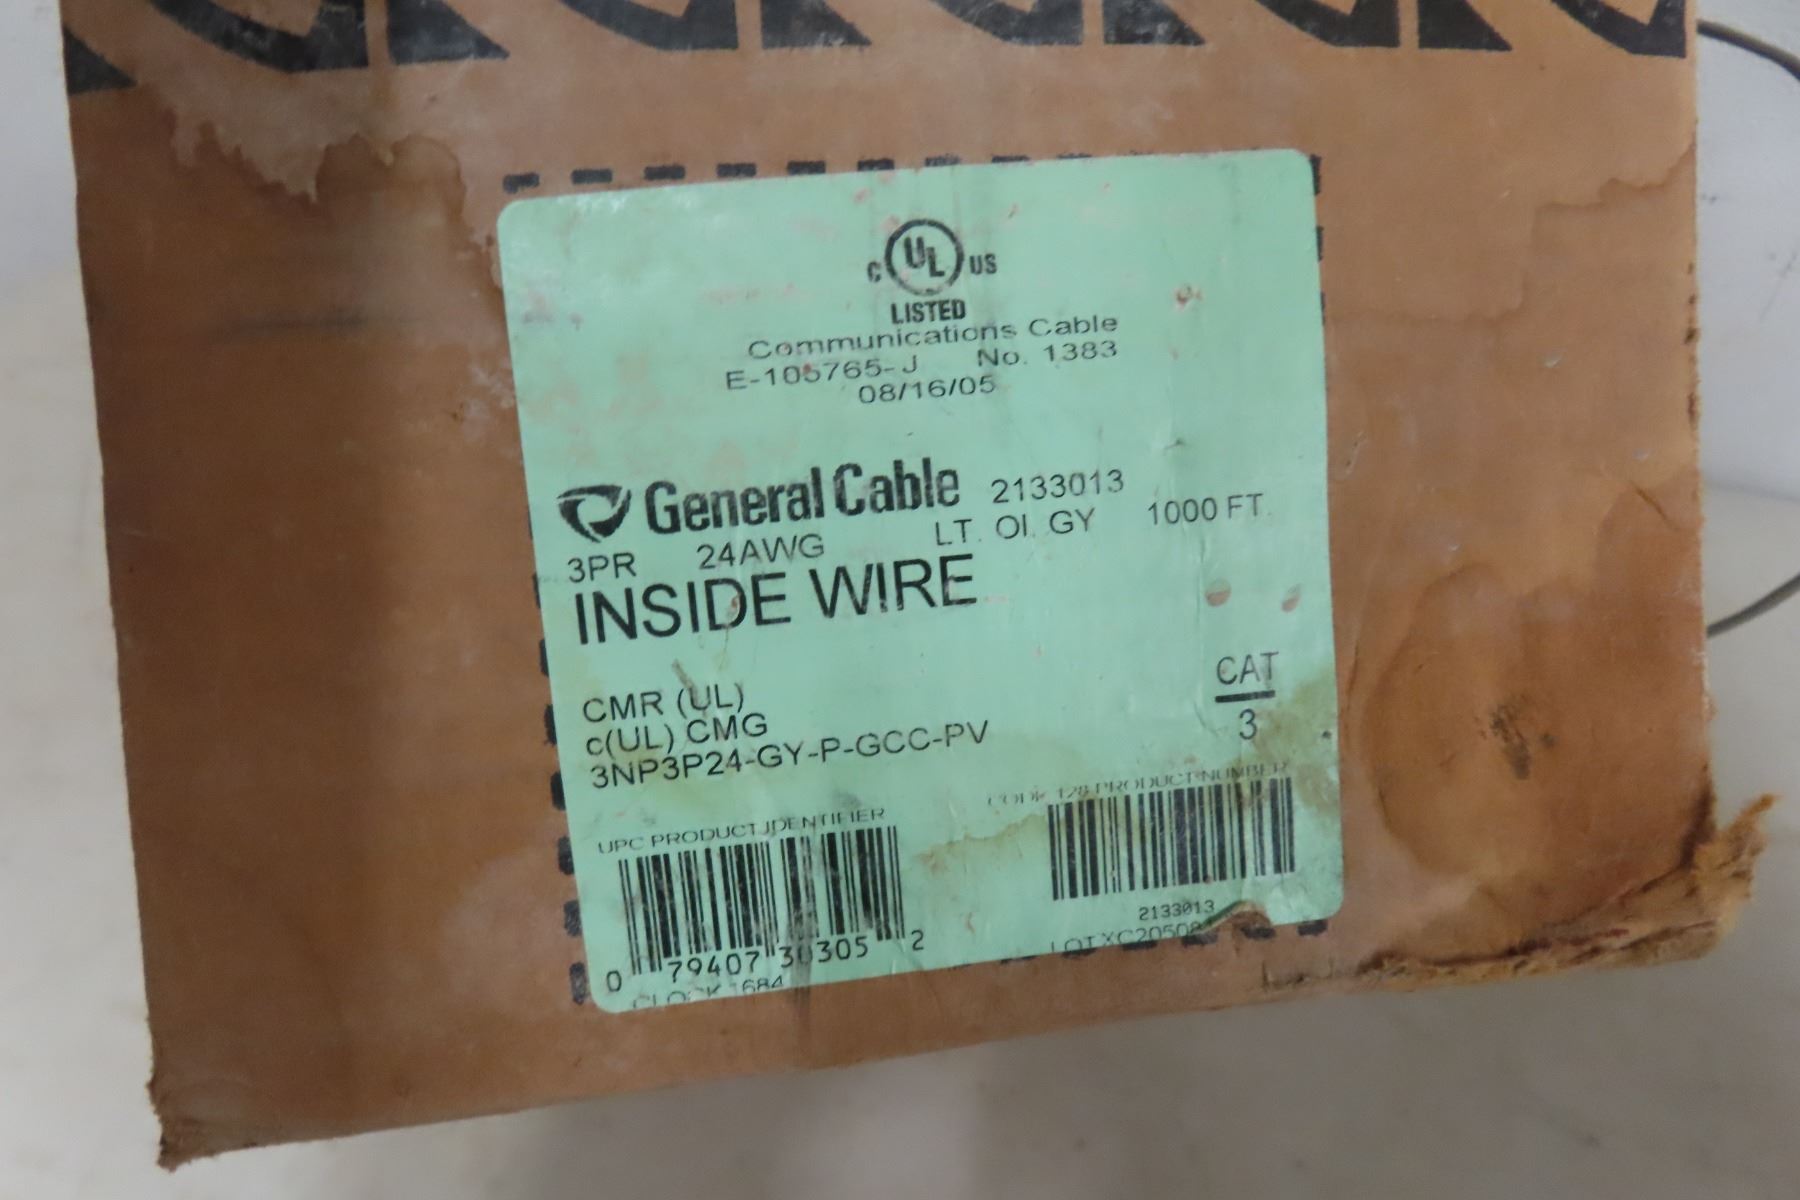 c UL US
LISTED
Communications Cable
E-105765-J No. 1383
08/16/05
General Cable 2133013
3PR 24AWG LT. Ol. GY 1000 FT.
INSIDE WIRE
CMR (UL)
c(UL) CMG
3NP3P24-GY-P-GCC-PV
CAT
3
UPC PRODUCT IDENTIFIER
CODE 128 PRODUCT NUMBER
0 79407 30305 2
2133013
CLOCK 1684